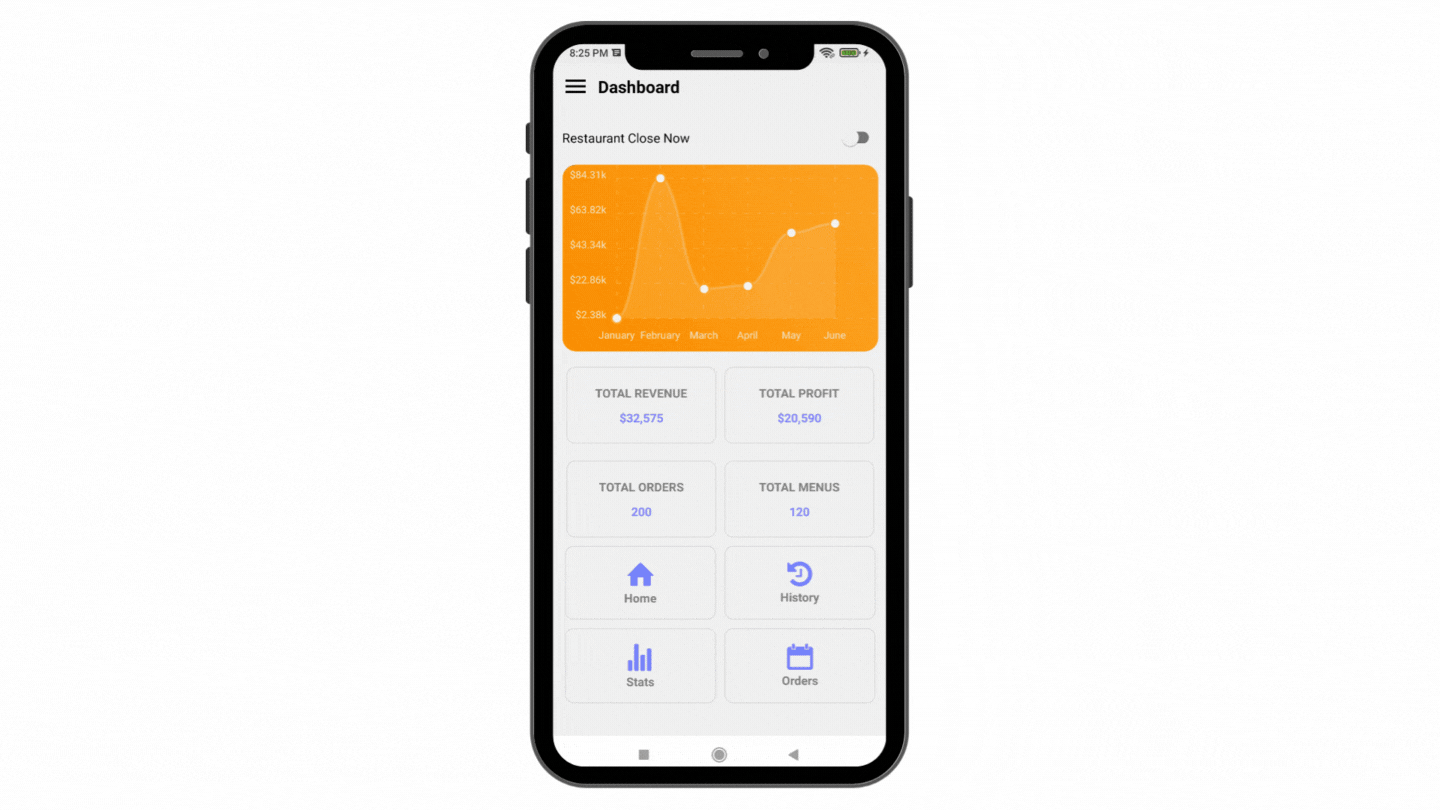 8:25 PM
Dashboard
Restaurant Close Now
$84.31k
$63.82k
$43.34k
$22.86k
$2.38k
January February March April May June
TOTAL REVENUE TOTAL PROFIT
$32,575 $20,590
TOTAL ORDERS TOTAL MENUS
200 120
Home History
Stats Orders